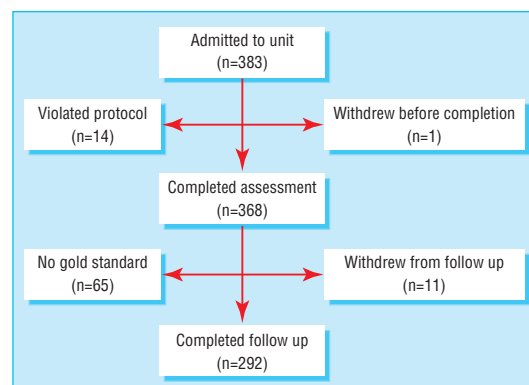 Admitted to unit
(n=383)
Violated protocol
(n=14)
Withdrew before completion
(n=1)
Completed assessment
(n=368)
No gold standard
(n=65)
Withdrew from follow up
(n=11)
Completed follow up
(n=292)